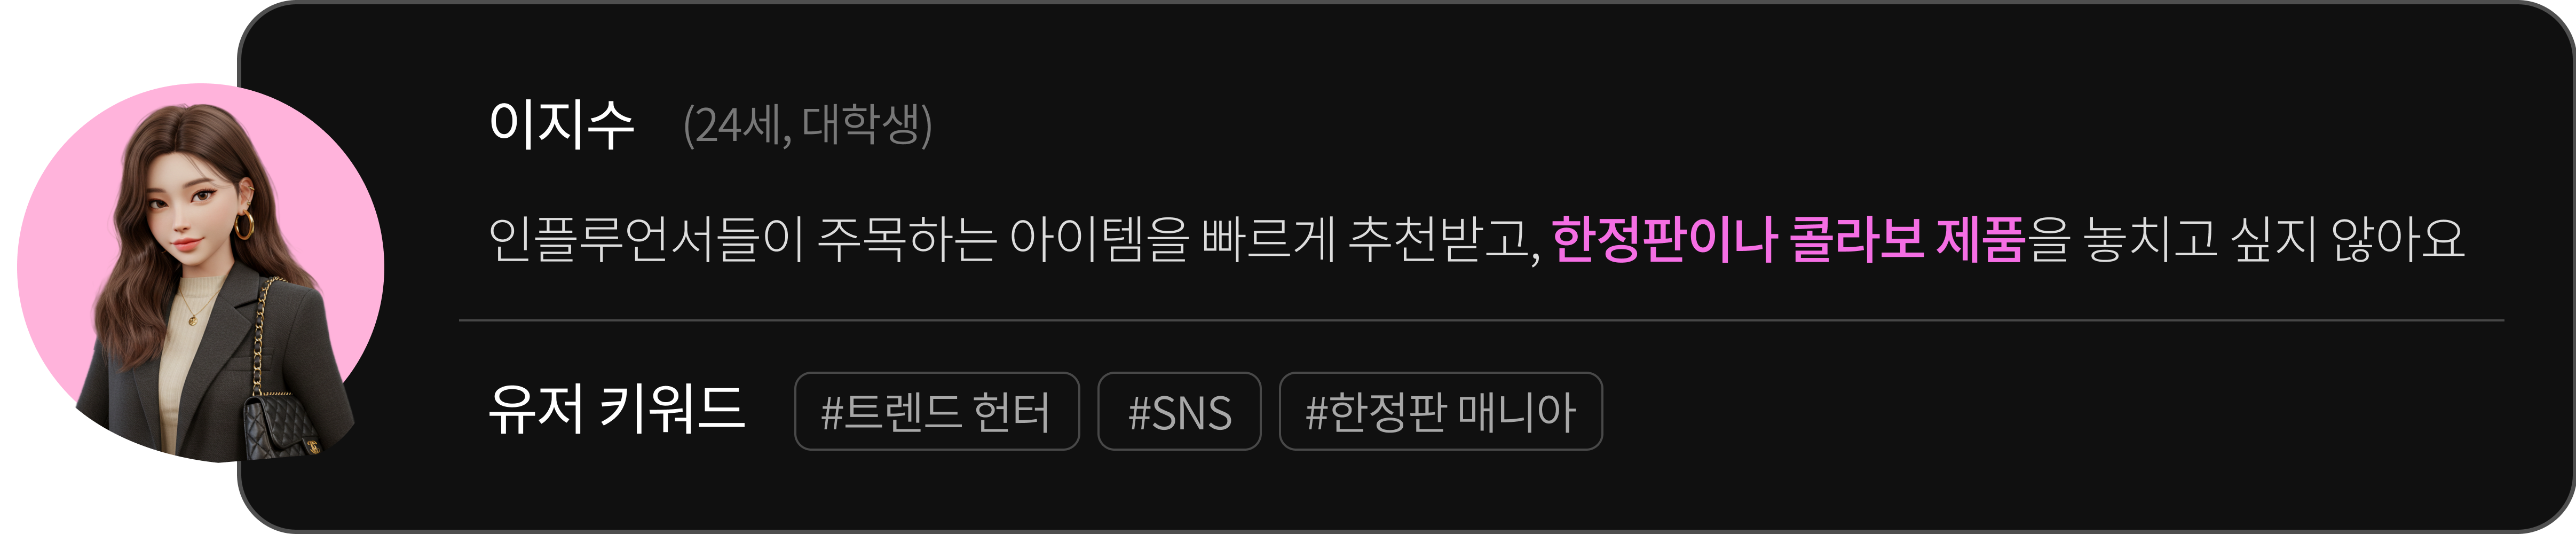 이지수 (24세, 대학생)
인플루언서들이 주목하는 아이템을 빠르게 추천받고, 한정판이나 콜라보 제품을 놓치고 싶지 않아요
유저 키워드 #트렌드 헌터 #SNS #한정판 매니아